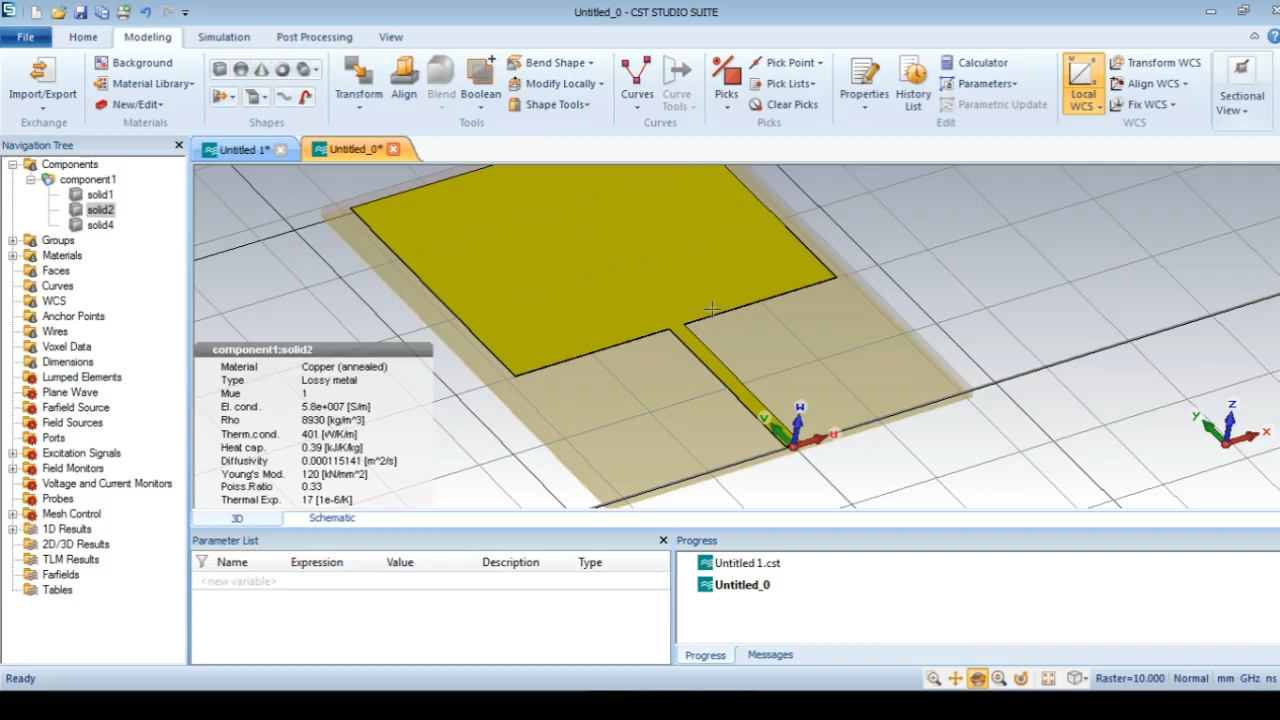 Untitled_0 - CST STUDIO SUITE
File Home Modeling Simulation Post Processing View
Import/Export
Exchange
Background
Material Library
New/Edit
Materials
Shapes
Transform Align Blend Boolean
Bend Shape
Modify Locally
Shape Tools
Tools
Curves Curve Tools
Curves
Picks
Pick Point
Pick Lists
Clear Picks
Picks
Properties History List
Calculator
Parameters
Parametric Update
Edit
Local WCS
Transform WCS
Align WCS
Fix WCS
WCS
Sectional View
Navigation Tree
Untitled 1* Untitled_0*
Components
component1
solid1
solid2
solid4
Groups
Materials
Faces
Curves
WCS
Anchor Points
Wires
Voxel Data
Dimensions
Lumped Elements
Plane Wave
Farfield Source
Field Sources
Ports
Excitation Signals
Field Monitors
Voltage and Current Monitors
Probes
Mesh Control
1D Results
2D/3D Results
TLM Results
Farfields
Tables
component1:solid2
Material Copper (annealed)
Type Lossy metal
Mue 1
El. cond. 5.8e+007 [S/m]
Rho 8930 [kg/m^3]
Therm.cond. 401 [W/K/m]
Heat cap. 0.39 [kJ/K/kg]
Diffusivity 0.000115141 [m^2/s]
Young's Mod. 120 [kN/mm^2]
Poiss.Ratio 0.33
Thermal Exp. 17 [1e-6/K]
v w u
y z x
3D Schematic
Parameter List
Name Expression Value Description Type
<new variable>
Progress
Untitled 1.cst
Untitled_0
Progress Messages
Ready
Raster=10.000 Normal mm GHz ns